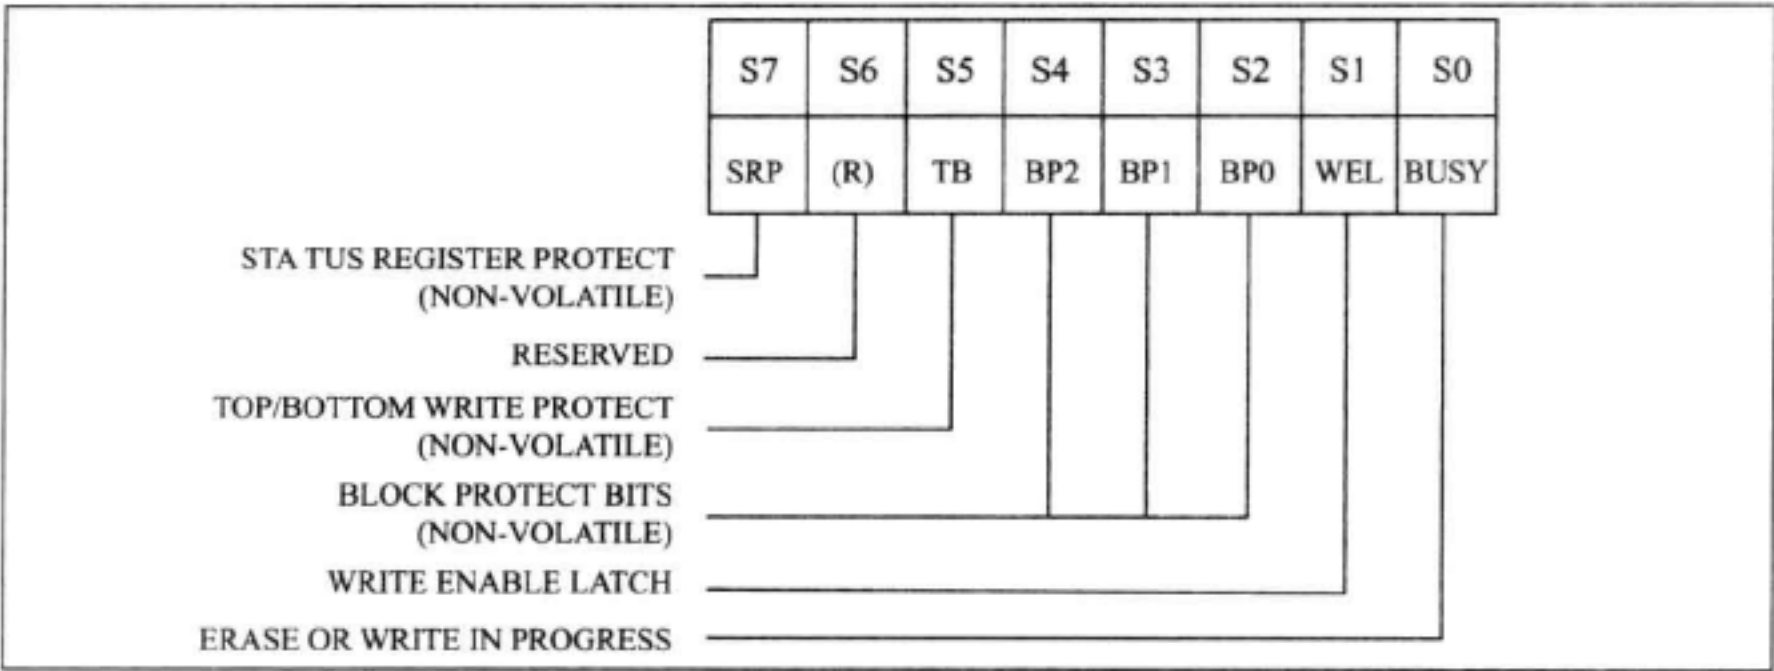 S7 S6 S5 S4 S3 S2 S1 S0
SRP (R) TB BP2 BP1 BP0 WEL BUSY
STA TUS REGISTER PROTECT
(NON-VOLATILE)
RESERVED
TOP/BOTTOM WRITE PROTECT
(NON-VOLATILE)
BLOCK PROTECT BITS
(NON-VOLATILE)
WRITE ENABLE LATCH
ERASE OR WRITE IN PROGRESS